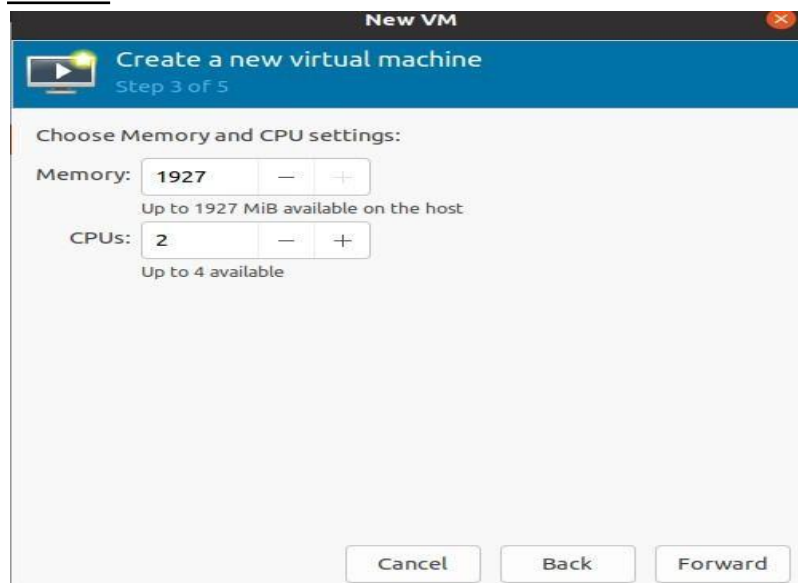 New VM
Create a new virtual machine
Step 3 of 5
Choose Memory and CPU settings:
Memory: 1927 − +
Up to 1927 MiB available on the host
CPUs: 2 − +
Up to 4 available
Cancel Back Forward